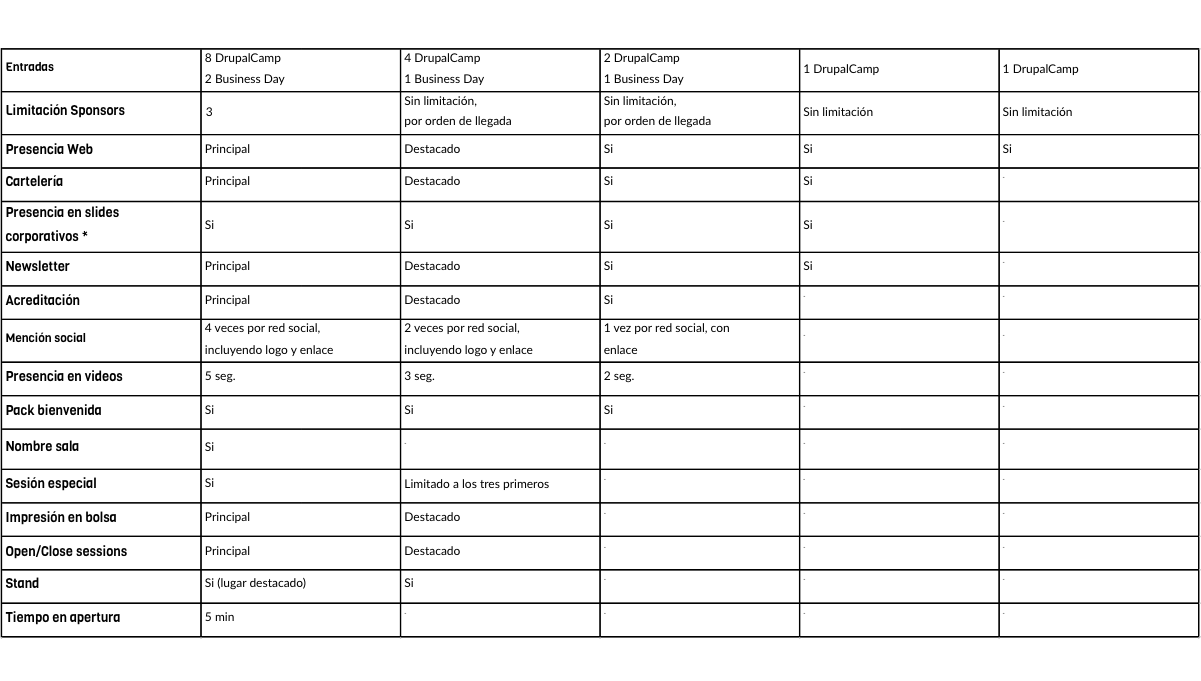 Entradas
8 DrupalCamp
2 Business Day
4 DrupalCamp
1 Business Day
2 DrupalCamp
1 Business Day
1 DrupalCamp
1 DrupalCamp
Limitación Sponsors
3
Sin limitación,
por orden de llegada
Sin limitación,
por orden de llegada
Sin limitación
Sin limitación
Presencia Web
Principal
Destacado
Si
Si
Si
Cartelería
Principal
Destacado
Si
Si
-
Presencia en slides
corporativos *
Si
Si
Si
Si
-
Newsletter
Principal
Destacado
Si
Si
-
Acreditación
Principal
Destacado
Si
-
-
Mención social
4 veces por red social,
incluyendo logo y enlace
2 veces por red social,
incluyendo logo y enlace
1 vez por red social, con
enlace
-
-
Presencia en videos
5 seg.
3 seg.
2 seg.
-
-
Pack bienvenida
Si
Si
Si
-
-
Nombre sala
Si
-
-
-
-
Sesión especial
Si
Limitado a los tres primeros
-
-
-
Impresión en bolsa
Principal
Destacado
-
-
-
Open/Close sessions
Principal
Destacado
-
-
-
Stand
Si (lugar destacado)
Si
-
-
-
Tiempo en apertura
5 min
-
-
-
-